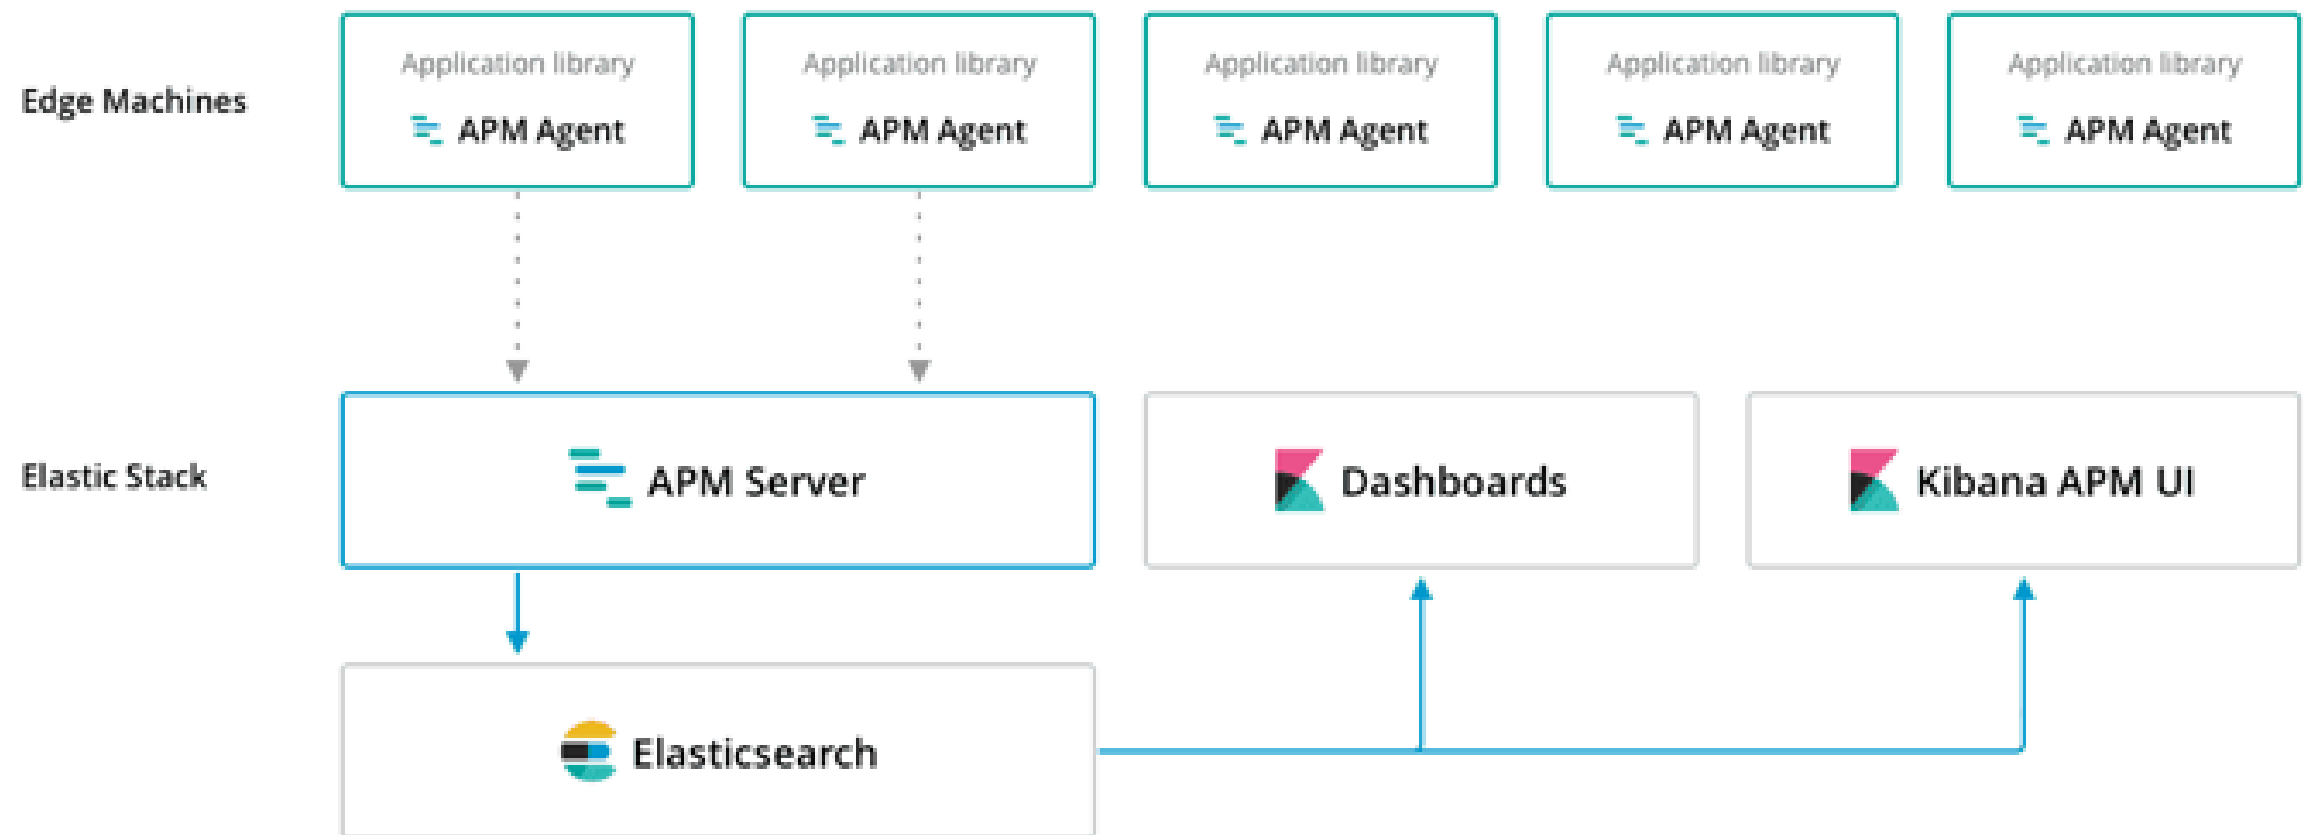 Edge Machines
Application library
APM Agent
Application library
APM Agent
Application library
APM Agent
Application library
APM Agent
Application library
APM Agent
Elastic Stack
APM Server
Dashboards
Kibana APM UI
Elasticsearch